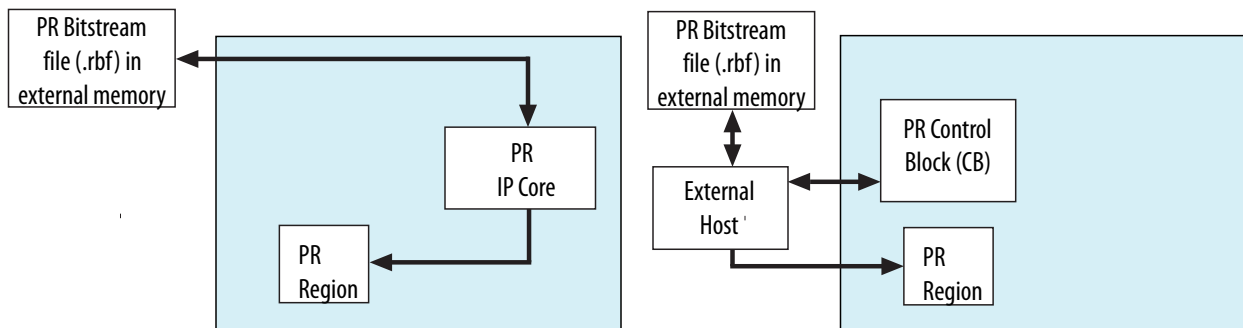 PR Bitstream
file (.rbf) in
external memory
PR
IP Core
PR
Region
PR Bitstream
file (.rbf) in
external memory
External
Host
PR Control
Block (CB)
PR
Region